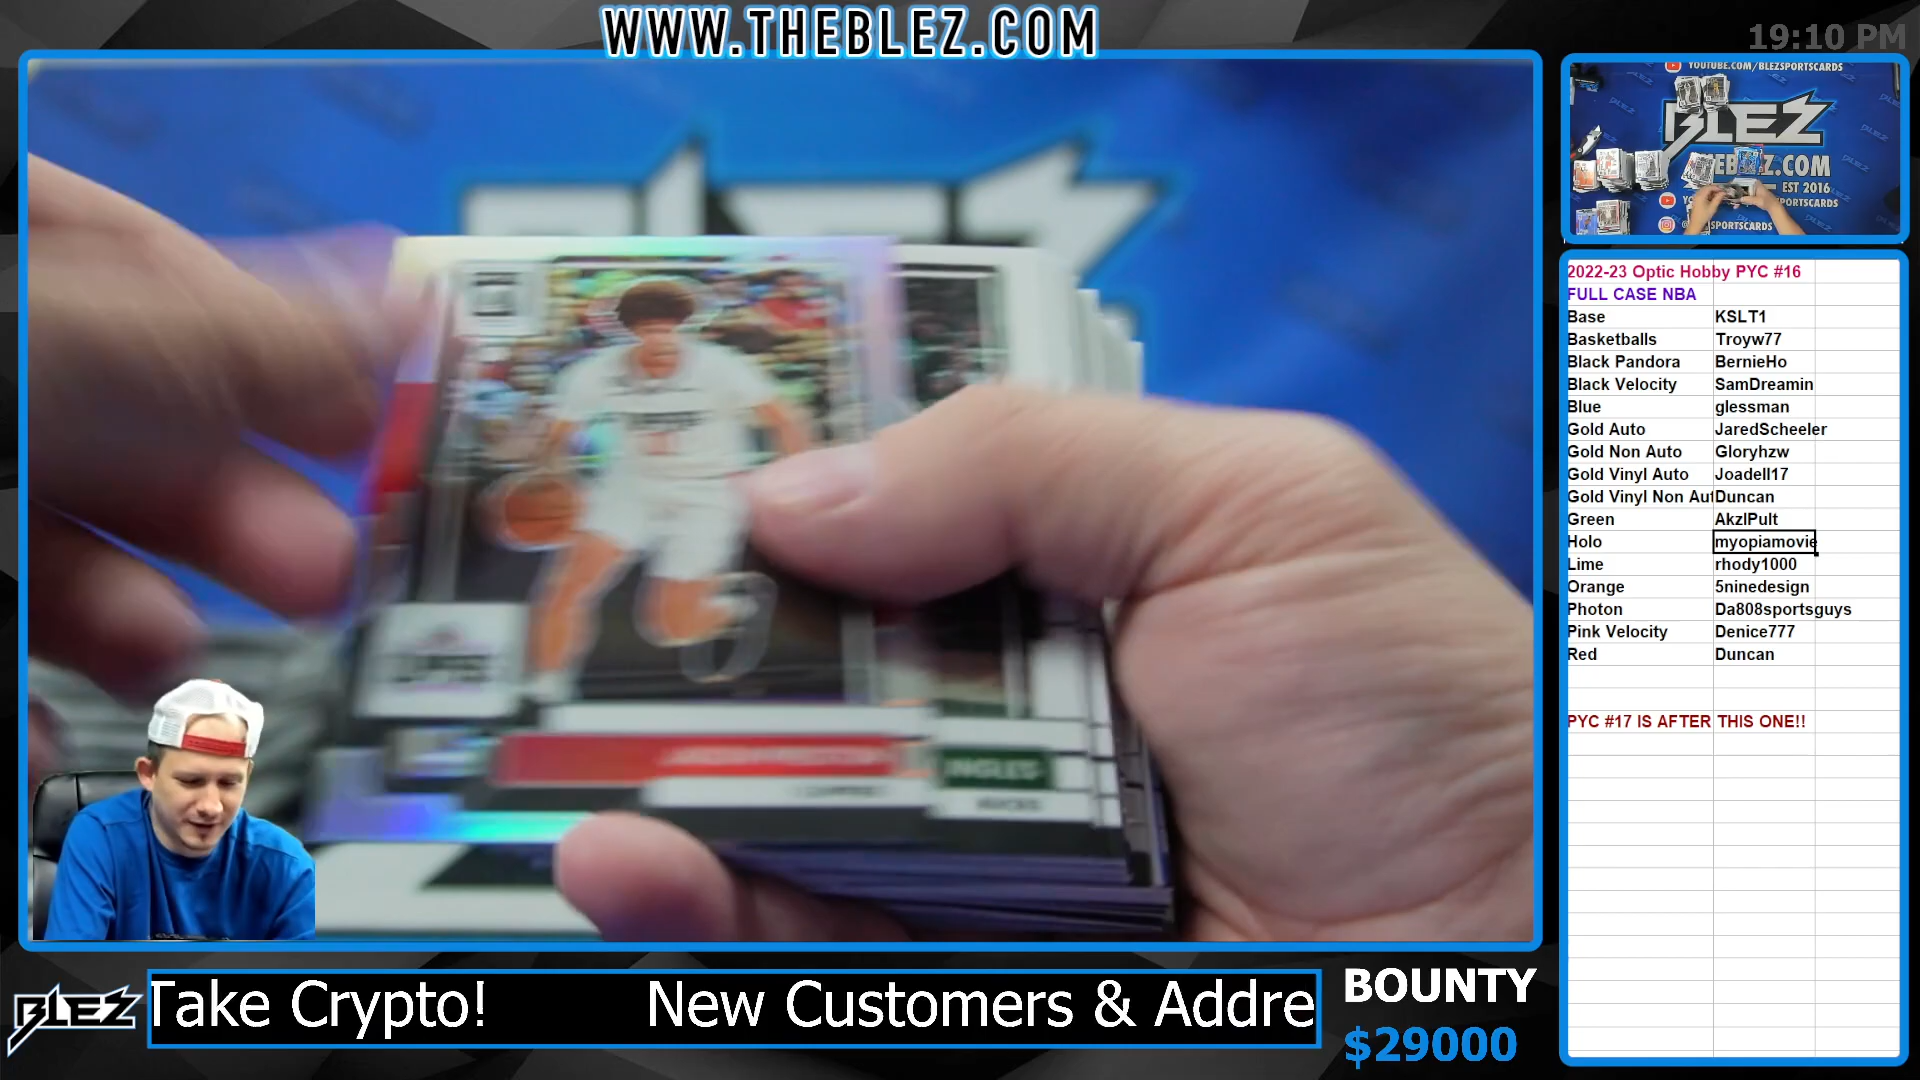 WWW.THEBLEZ.COM
19:10 PM
YOUTUBE.COM/BLEZSPORTSCARDS
BLEZ
EST 2016
INGLES
BUCKS
2022-23 Optic Hobby PYC #16
FULL CASE NBA
Base KSLT1
Basketballs Troyw77
Black Pandora BernieHo
Black Velocity SamDreamin
Blue glessman
Gold Auto JaredScheeler
Gold Non Auto Gloryhzw
Gold Vinyl Auto Joadell17
Gold Vinyl Non Aut Duncan
Green AkzlPult
Holo myopiamovie
Lime rhody1000
Orange 5ninedesign
Photon Da808sportsguys
Pink Velocity Denice777
Red Duncan
PYC #17 IS AFTER THIS ONE!!
BLEZ
Take Crypto! New Customers & Addre
BOUNTY
$29000